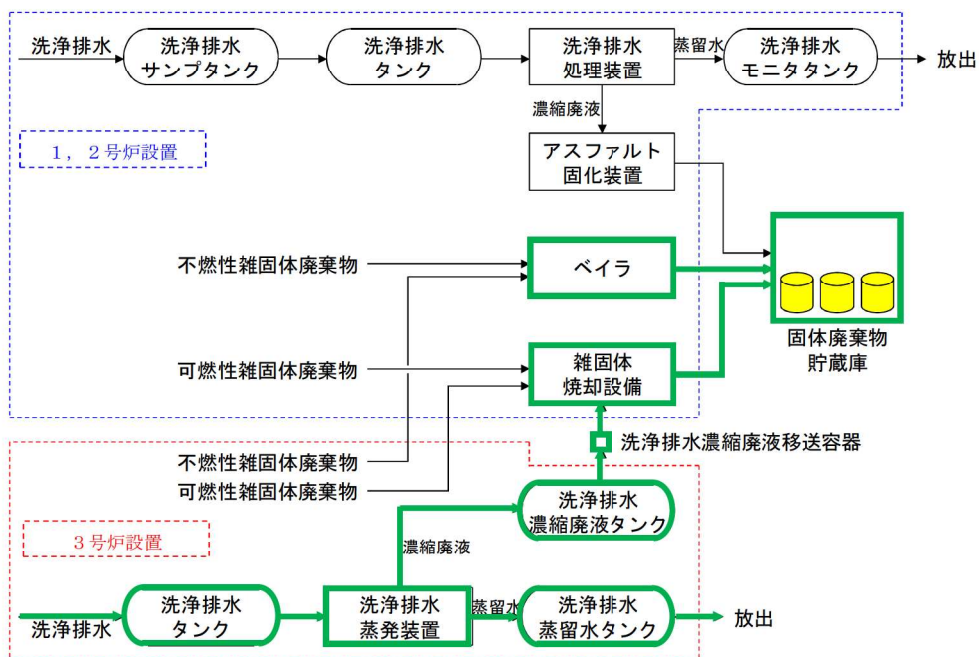 洗浄排水
洗浄排水
サンプタンク
洗浄排水
タンク
洗浄排水
処理装置
蒸留水
洗浄排水
モニタタンク
放出
濃縮廃液
1，2号炉設置
アスファルト
固化装置
不燃性雑固体廃棄物
ベイラ
固体廃棄物
貯蔵庫
可燃性雑固体廃棄物
雑固体
焼却設備
洗浄排水濃縮廃液移送容器
不燃性雑固体廃棄物
可燃性雑固体廃棄物
洗浄排水
濃縮廃液タンク
3号炉設置
濃縮廃液
洗浄排水
洗浄排水
タンク
洗浄排水
蒸発装置
蒸留水
洗浄排水
蒸留水タンク
放出